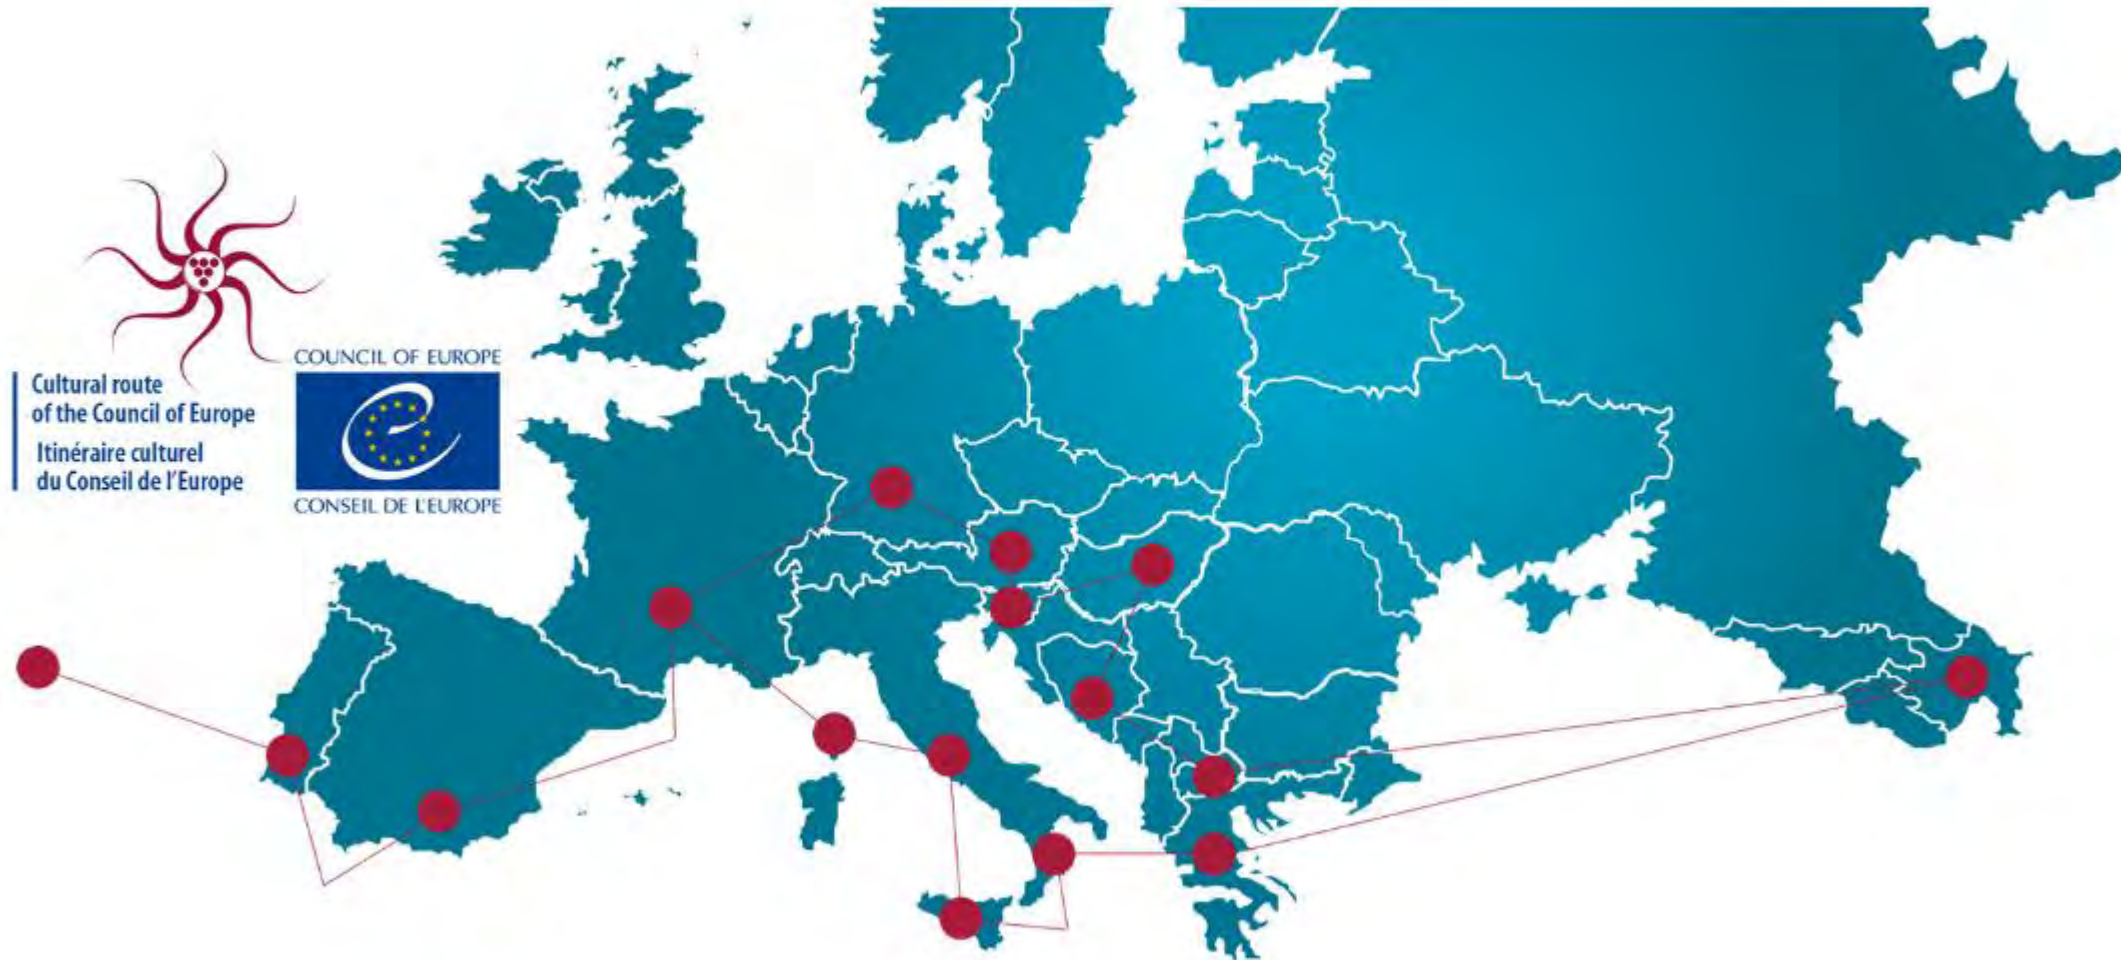 Cultural route
of the Council of Europe
Itinéraire culturel
du Conseil de l'Europe
COUNCIL OF EUROPE
CONSEIL DE L'EUROPE